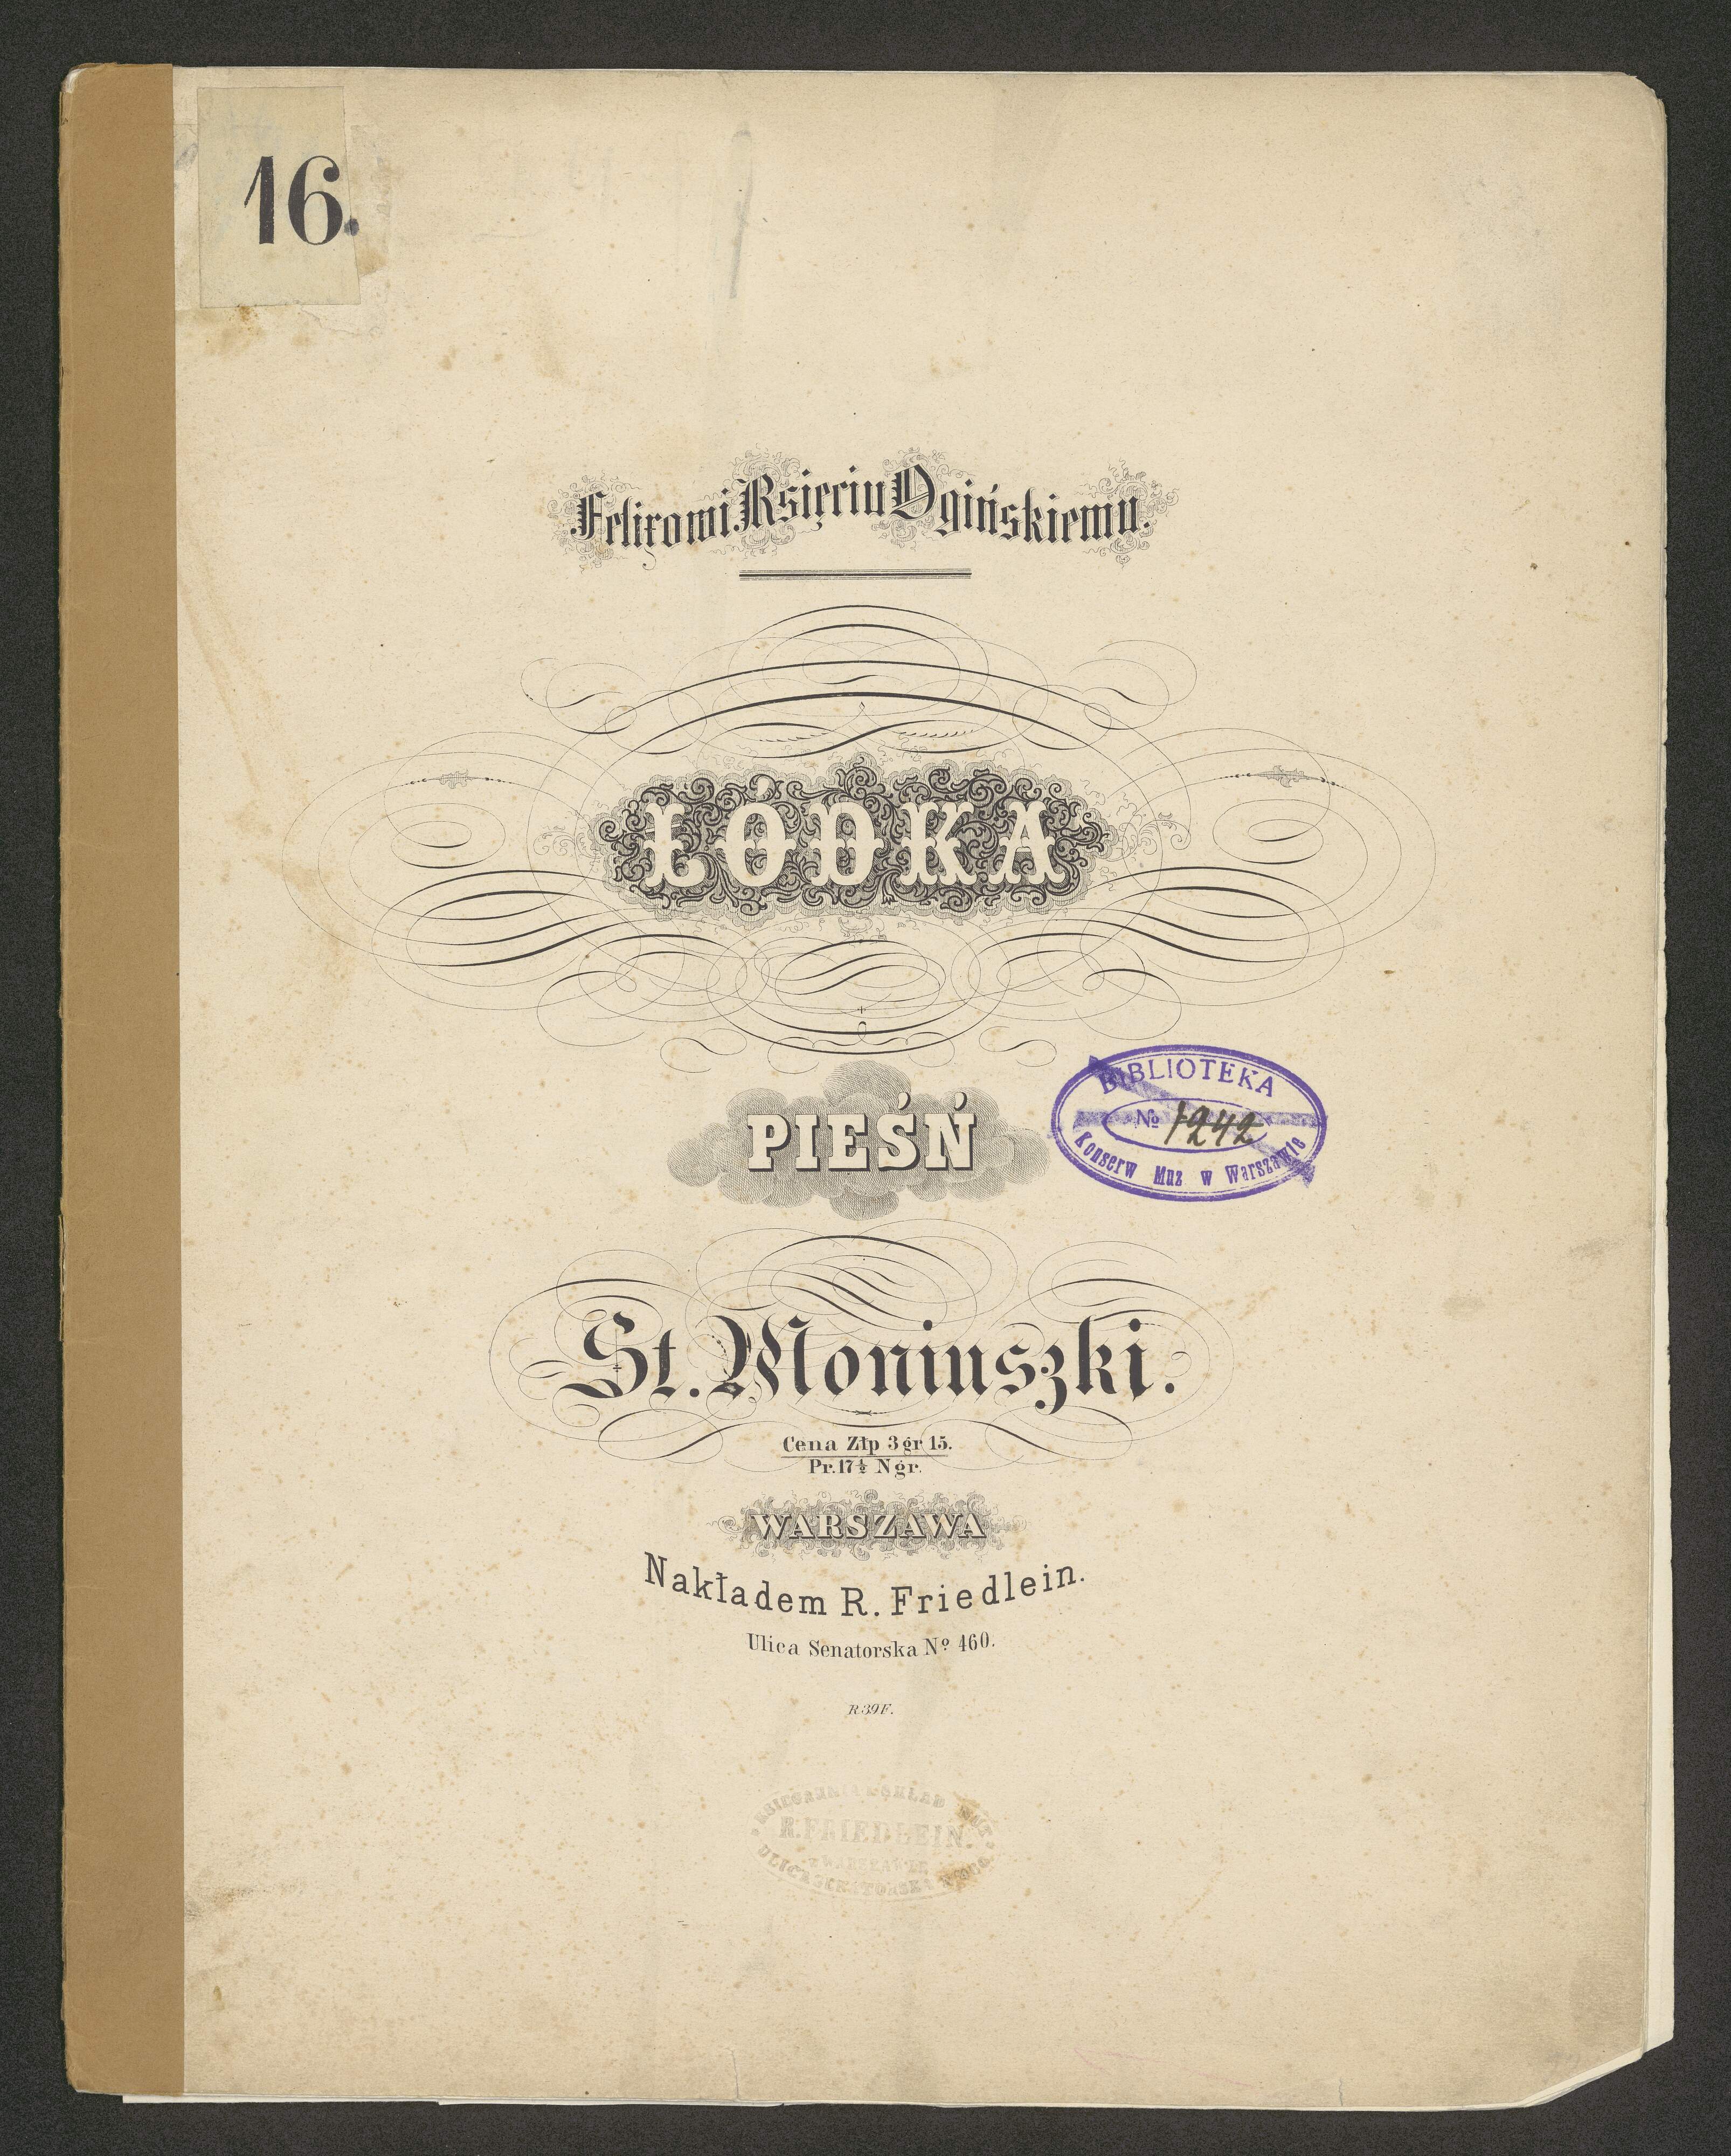 16.
Felixowi Księciu Ogińskiemu.
ŁÓDKA
PIEŚŃ
BIBLIOTEKA
№ 1242
Konserw Muz w Warszawie
St. Moniuszki.
Cena Złp 3 gr 15.
Pr. 17½ Ngr.
WARSZAWA
Nakładem R. Friedlein.
Ulica Senatorska Nº 460.
R.39F.
R. FRIEDLEIN.